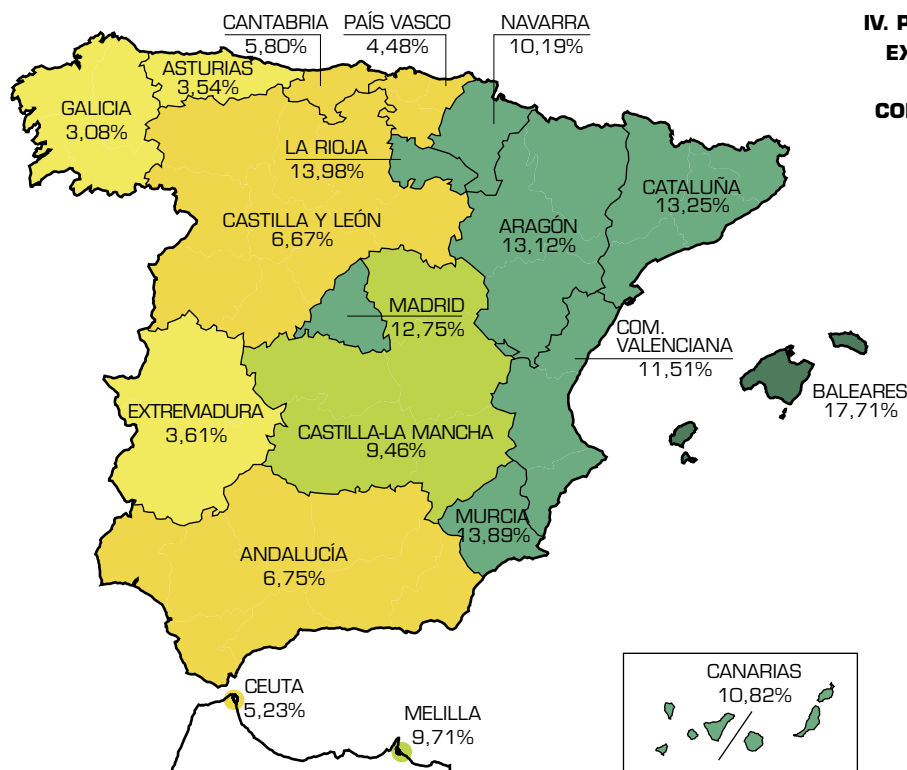 CANTABRIA
5,80%
PAÍS VASCO
4,48%
NAVARRA
10,19%
IV. P
EX
COM
ASTURIAS
3,54%
GALICIA
3,08%
LA RIOJA
13,98%
CATALUÑA
13,25%
CASTILLA Y LEÓN
6,67%
ARAGÓN
13,12%
MADRID
12,75%
COM.
VALENCIANA
11,51%
BALEARES
17,71%
EXTREMADURA
3,61%
CASTILLA-LA MANCHA
9,46%
MURCIA
13,89%
ANDALUCÍA
6,75%
CEUTA
5,23%
MELILLA
9,71%
CANARIAS
10,82%